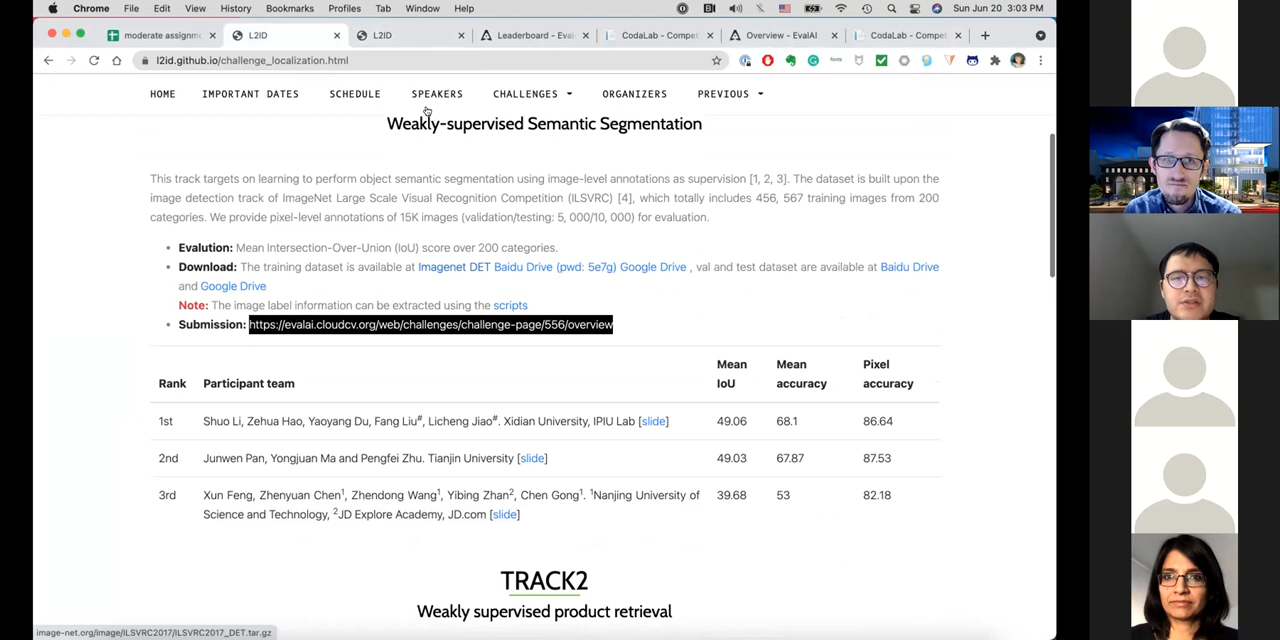 Chrome File Edit View History Bookmarks Profiles Tab Window Help Sun Jun 20 3:03 PM
moderate assignm L2ID L2ID Leaderboard - Eval CodaLab - Compet Overview - EvalAI CodaLab - Compet
l2id.github.io/challenge_localization.html
HOME IMPORTANT DATES SCHEDULE SPEAKERS CHALLENGES ORGANIZERS PREVIOUS
Weakly-supervised Semantic Segmentation
This track targets on learning to perform object semantic segmentation using image-level annotations as supervision [1, 2, 3]. The dataset is built upon the
image detection track of ImageNet Large Scale Visual Recognition Competition (ILSVRC) [4], which totally includes 456, 567 training images from 200
categories. We provide pixel-level annotations of 15K images (validation/testing: 5, 000/10, 000) for evaluation.
• Evalution: Mean Intersection-Over-Union (IoU) score over 200 categories.
• Download: The training dataset is available at Imagenet DET Baidu Drive (pwd: 5e7g) Google Drive , val and test dataset are available at Baidu Drive
and Google Drive
Note: The image label information can be extracted using the scripts
• Submission: https://evalai.cloudcv.org/web/challenges/challenge-page/556/overview
Rank Participant team Mean IoU Mean accuracy Pixel accuracy
1st Shuo Li, Zehua Hao, Yaoyang Du, Fang Liu#, Licheng Jiao#. Xidian University, IPIU Lab [slide] 49.06 68.1 86.64
2nd Junwen Pan, Yongjuan Ma and Pengfei Zhu. Tianjin University [slide] 49.03 67.87 87.53
3rd Xun Feng, Zhenyuan Chen1, Zhendong Wang1, Yibing Zhan2, Chen Gong1. 1Nanjing University of 39.68 53 82.18
Science and Technology, 2JD Explore Academy, JD.com [slide]
TRACK2
Weakly supervised product retrieval
image-net.org/image/ILSVRC2017/ILSVRC2017_DET.tar.gz